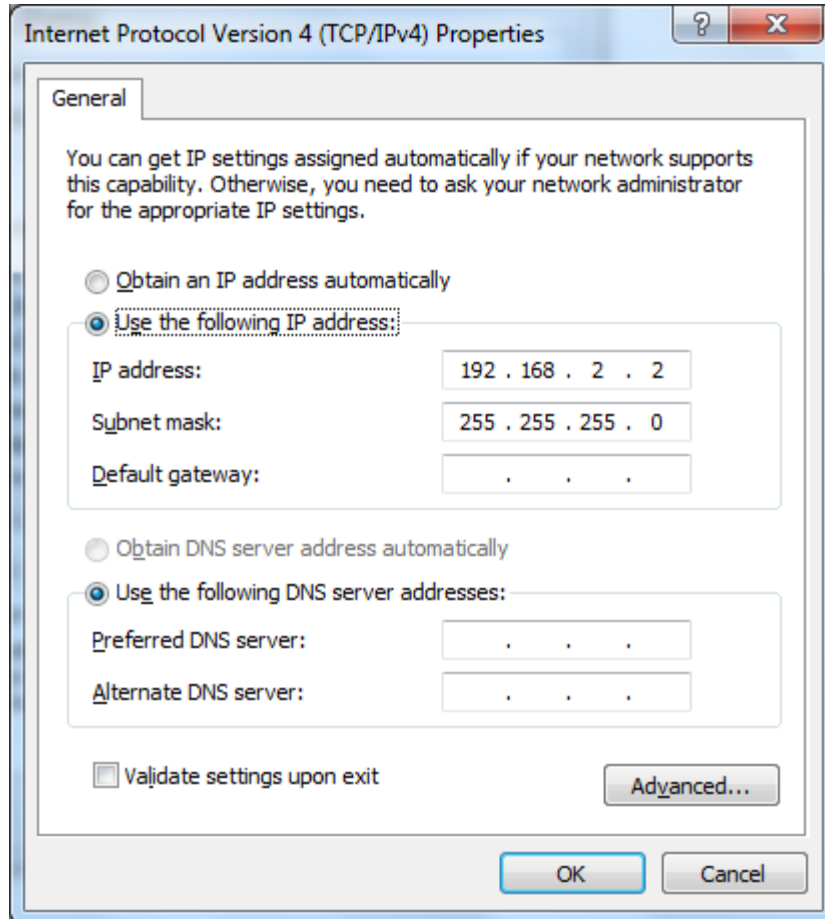 Internet Protocol Version 4 (TCP/IPv4) Properties
?
X
General
You can get IP settings assigned automatically if your network supports
this capability. Otherwise, you need to ask your network administrator
for the appropriate IP settings.
Obtain an IP address automatically
Use the following IP address:
IP address: 192 . 168 . 2 . 2
Subnet mask: 255 . 255 . 255 . 0
Default gateway: . . .
Obtain DNS server address automatically
Use the following DNS server addresses:
Preferred DNS server: . . .
Alternate DNS server: . . .
Validate settings upon exit
Advanced...
OK Cancel